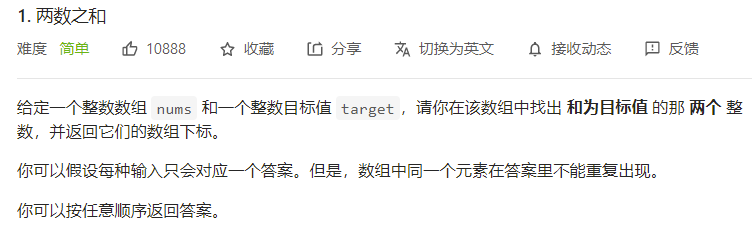 1. 两数之和
难度 简单 10888 收藏 分享 切换为英文 接收动态 反馈
给定一个整数数组 nums 和一个整数目标值 target，请你在该数组中找出 和为目标值 的那 两个 整
数，并返回它们的数组下标。
你可以假设每种输入只会对应一个答案。但是，数组中同一个元素在答案里不能重复出现。
你可以按任意顺序返回答案。